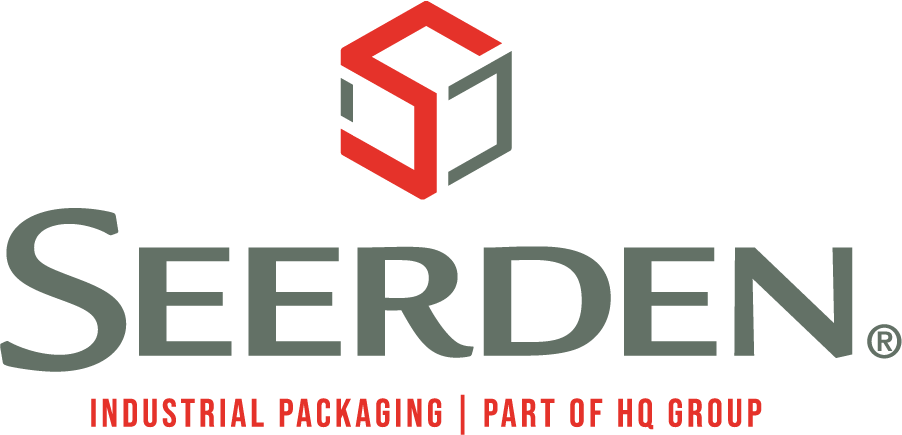 SEERDEN®
INDUSTRIAL PACKAGING | PART OF HQ GROUP